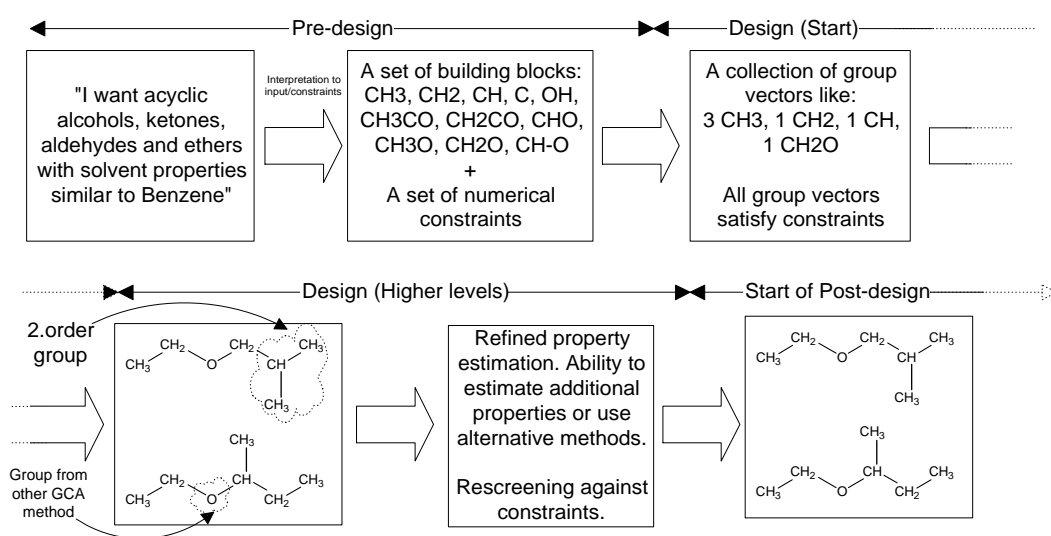 Pre-design
Design (Start)
"I want acyclic
alcohols, ketones,
aldehydes and ethers
with solvent properties
similar to Benzene"
Interpretation to
input/constraints
A set of building blocks:
CH3, CH2, CH, C, OH,
CH3CO, CH2CO, CHO,
CH3O, CH2O, CH-O
+
A set of numerical
constraints
A collection of group
vectors like:
3 CH3, 1 CH2, 1 CH,
1 CH2O
All group vectors
satisfy constraints
Design (Higher levels)
Start of Post-design
2.order
group
CH₃
CH₂
O
CH₂
CH
CH₃
CH₃
Group from
other GCA
method
CH₃
CH₂
O
CH
CH₃
CH₂
CH₃
Refined property
estimation. Ability to
estimate additional
properties or use
alternative methods.
Rescreening against
constraints.
CH₃
CH₂
O
CH₂
CH
CH₃
CH₃
CH₃
CH₂
O
CH
CH₃
CH₂
CH₃